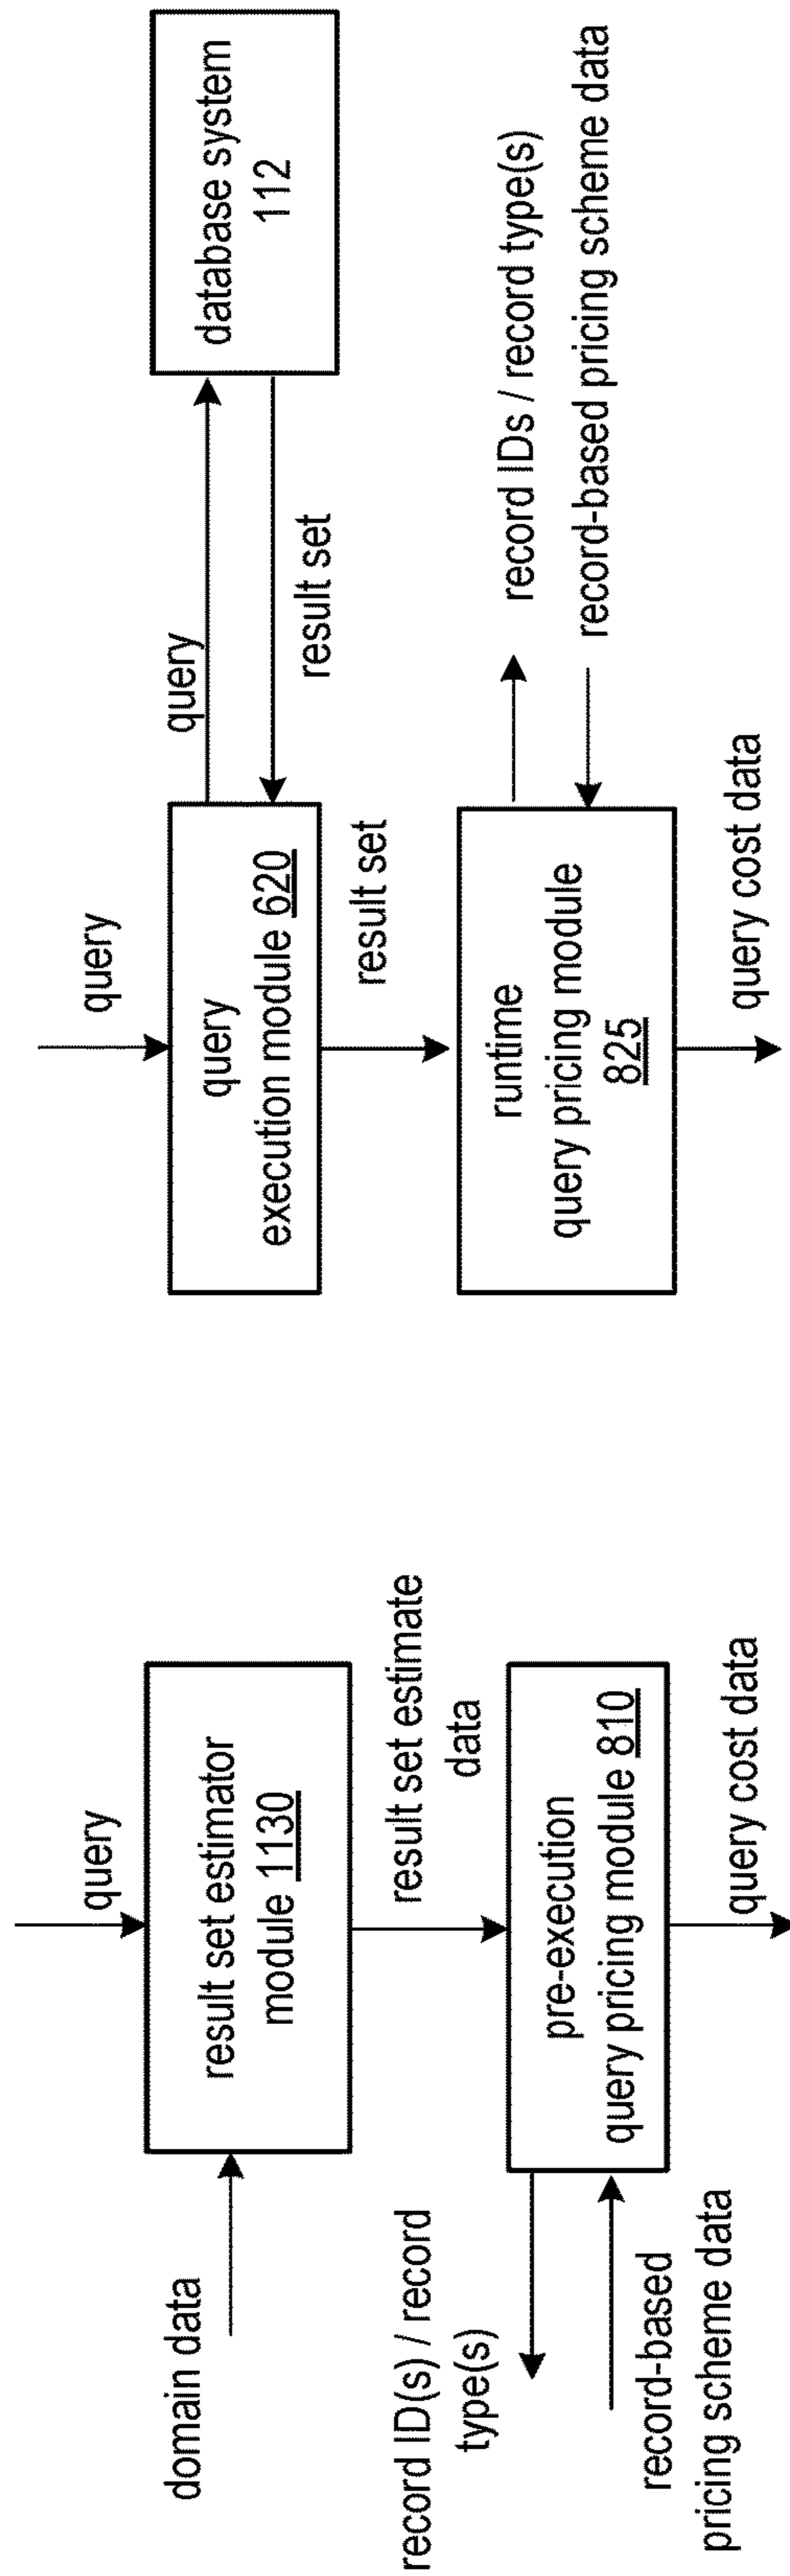 query
domain data
result set estimator
module 1130
result set estimate
data
record ID(s) / record
type(s)
pre-execution
query pricing module 810
record-based
pricing scheme data
query cost data
query
query
execution module 620
query
result set
database system
112
result set
runtime
query pricing module
825
record IDs / record type(s)
record-based pricing scheme data
query cost data